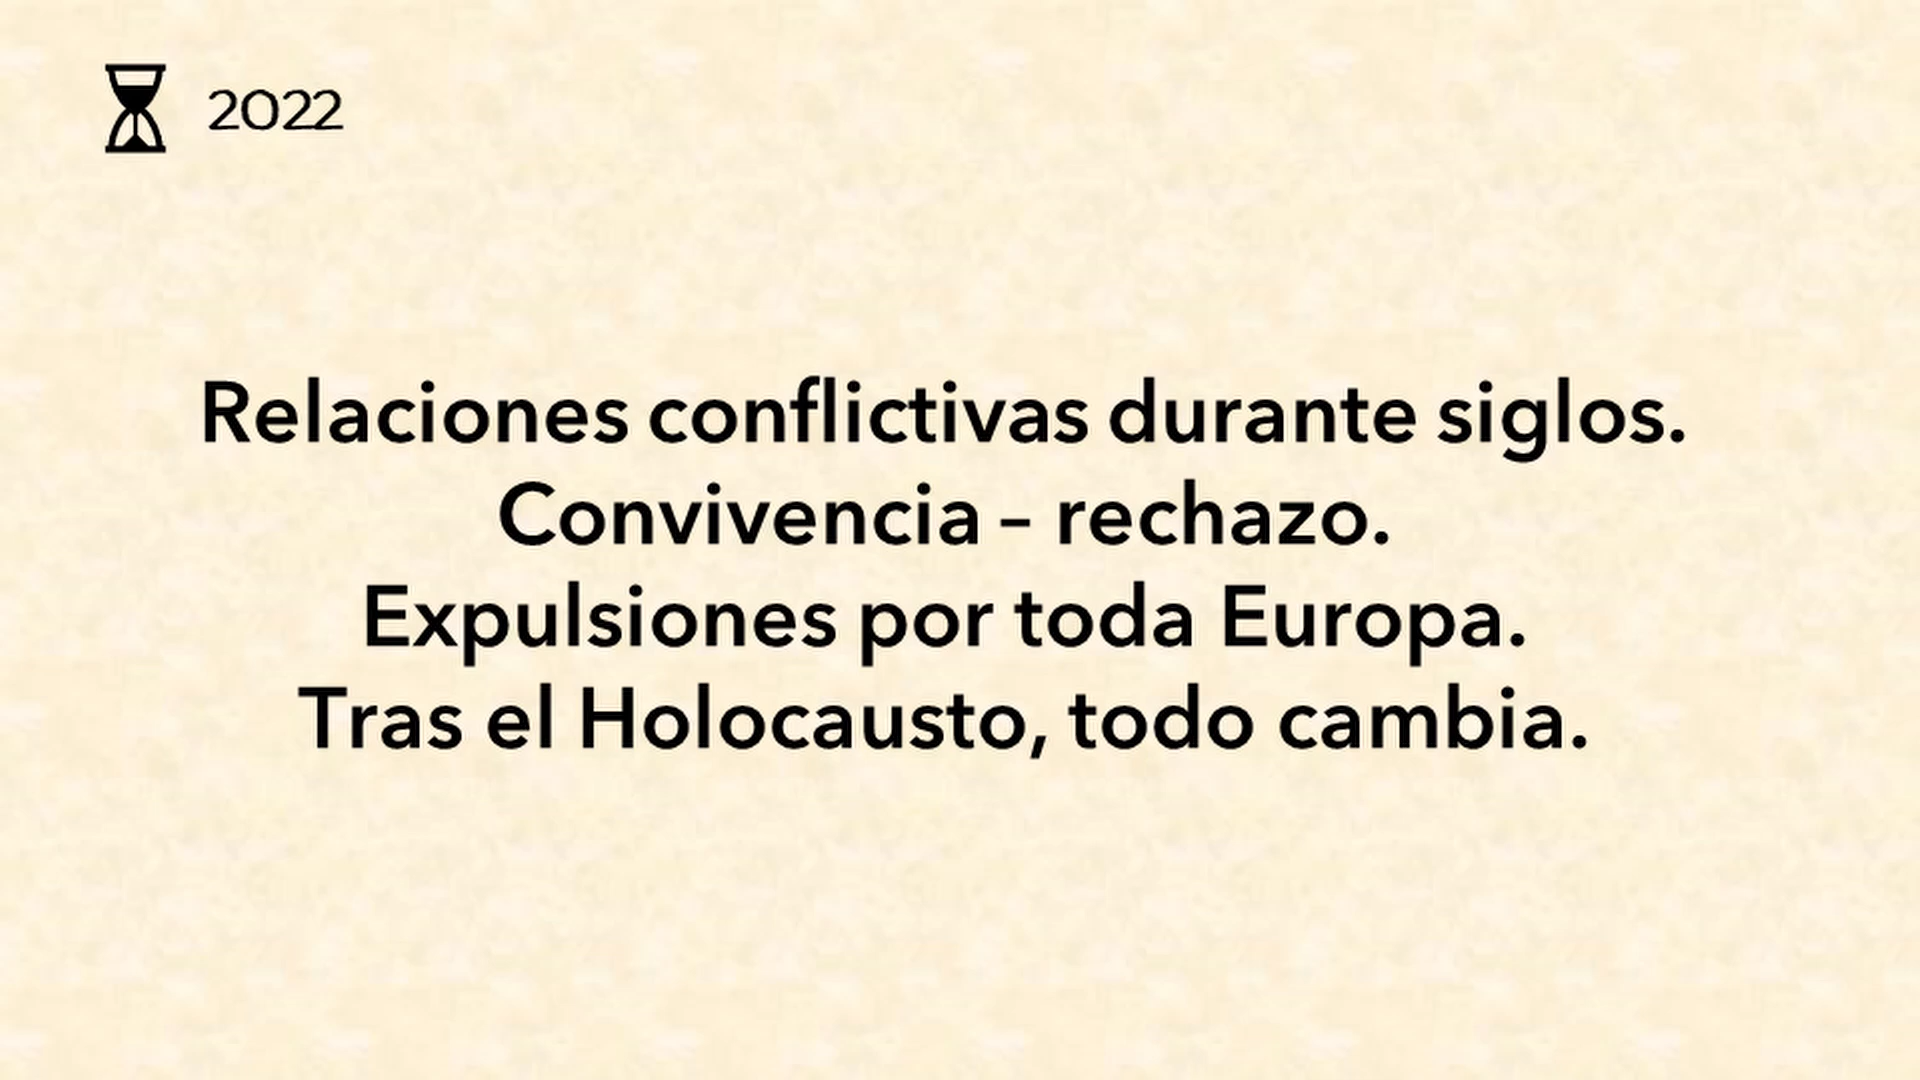 2022
Relaciones conflictivas durante siglos.
Convivencia – rechazo.
Expulsiones por toda Europa.
Tras el Holocausto, todo cambia.